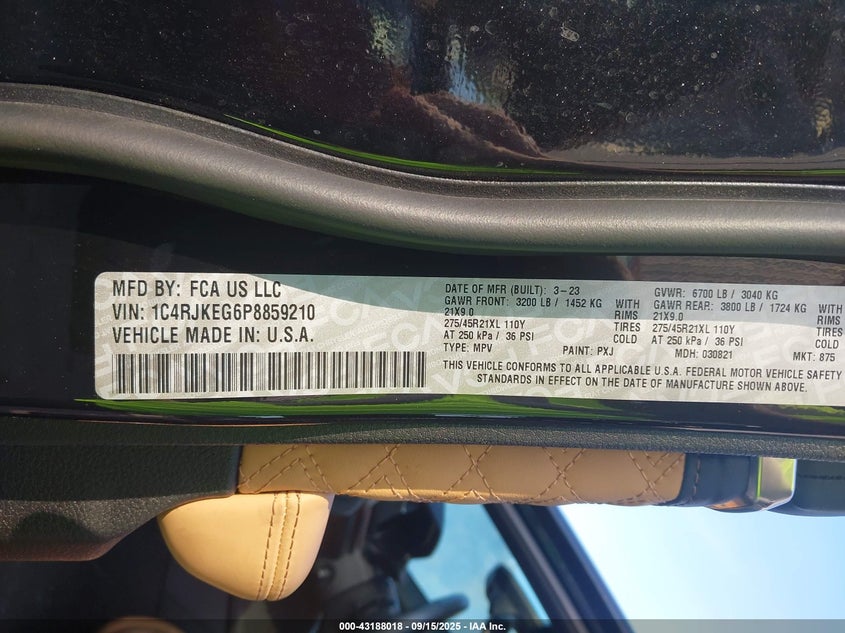 MFD BY: FCA US LLC
VIN: 1C4RJKEG6P8859210
VEHICLE MADE IN: U.S.A.
DATE OF MFR (BUILT): 3-23
GVWR: 6700 LB / 3040 KG
GAWR FRONT: 3200 LB / 1452 KG WITH
GAWR REAR: 3800 LB / 1724 KG WITH
21X9.0 RIMS
21X9.0 RIMS
275/45R21XL 110Y TIRES
275/45R21XL 110Y TIRES
AT 250 kPa / 36 PSI COLD
AT 250 kPa / 36 PSI COLD
TYPE: MPV PAINT: PXJ MDH: 030821 MKT: 875
THIS VEHICLE CONFORMS TO ALL APPLICABLE U.S.A. FEDERAL MOTOR VEHICLE SAFETY
STANDARDS IN EFFECT ON THE DATE OF MANUFACTURE SHOWN ABOVE.
000-43188018 - 09/15/2025 - IAA Inc.